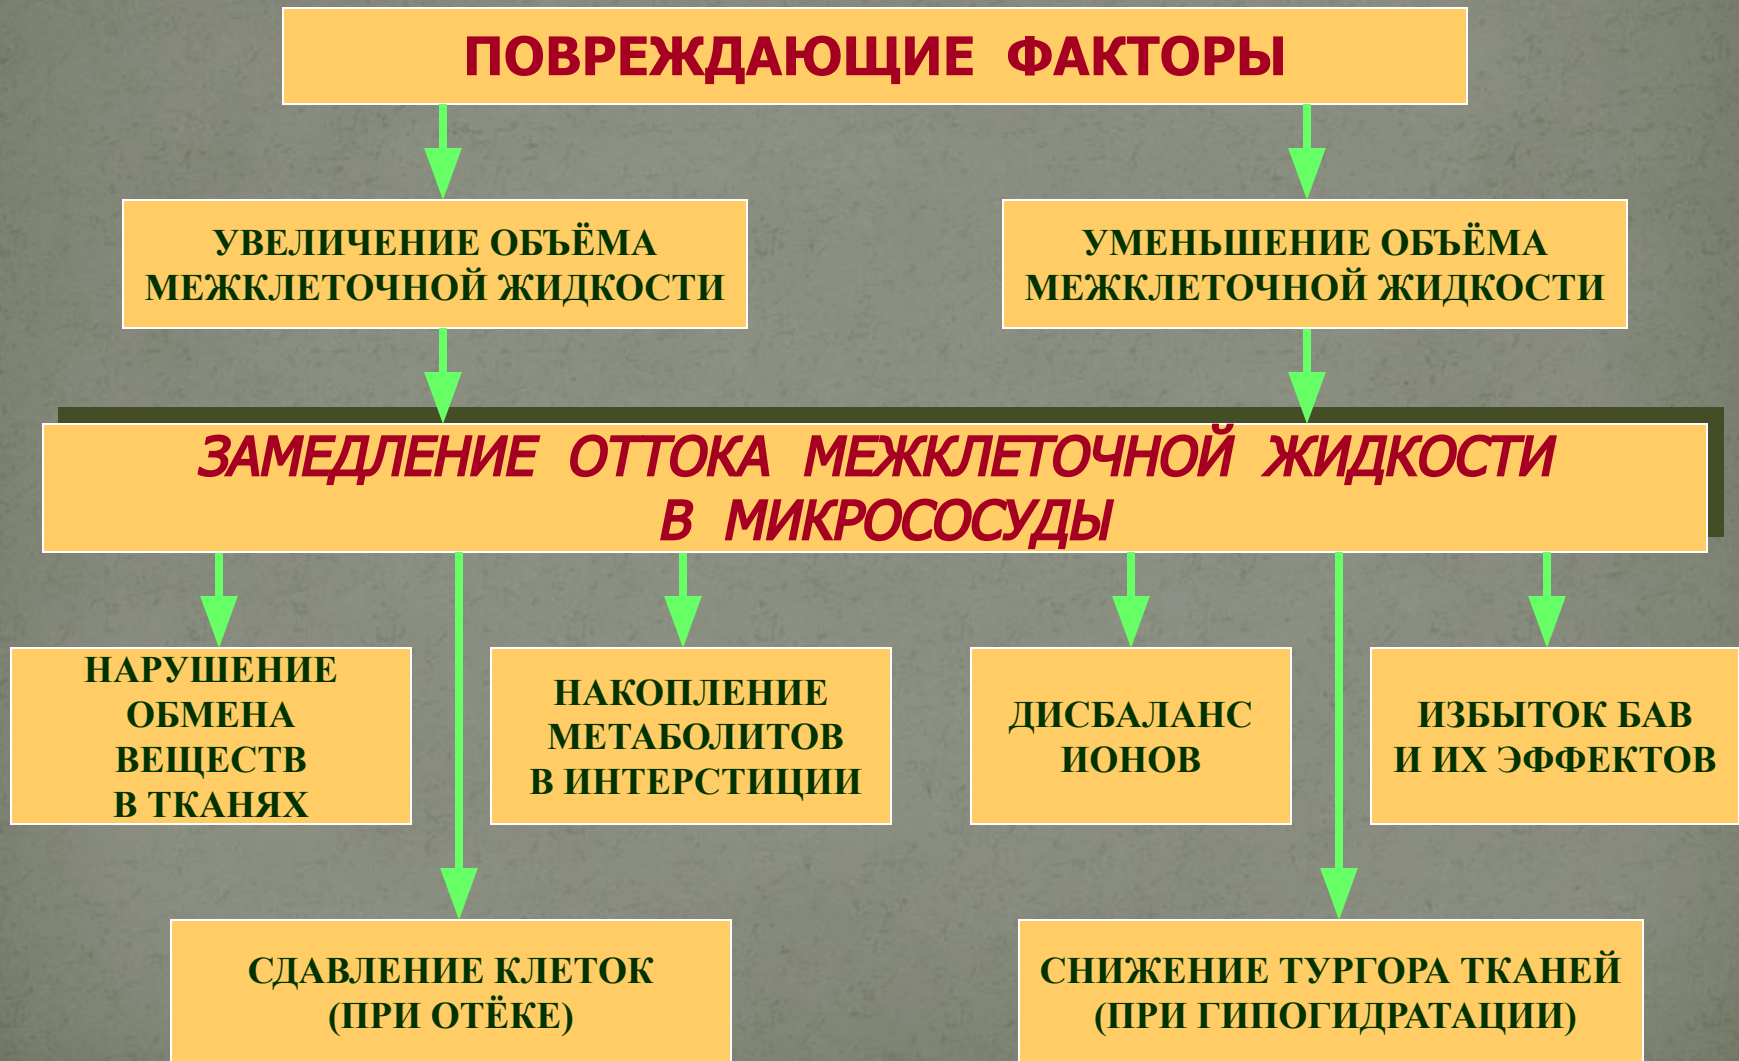 ПОВРЕЖДАЮЩИЕ ФАКТОРЫ
УВЕЛИЧЕНИЕ ОБЪЁМА
МЕЖКЛЕТОЧНОЙ ЖИДКОСТИ
УМЕНЬШЕНИЕ ОБЪЁМА
МЕЖКЛЕТОЧНОЙ ЖИДКОСТИ
ЗАМЕДЛЕНИЕ ОТТОКА МЕЖКЛЕТОЧНОЙ ЖИДКОСТИ
В МИКРОСОСУДЫ
НАРУШЕНИЕ
ОБМЕНА
ВЕЩЕСТВ
В ТКАНЯХ
НАКОПЛЕНИЕ
МЕТАБОЛИТОВ
В ИНТЕРСТИЦИИ
ДИСБАЛАНС
ИОНОВ
ИЗБЫТОК БАВ
И ИХ ЭФФЕКТОВ
СДАВЛЕНИЕ КЛЕТОК
(ПРИ ОТЁКЕ)
СНИЖЕНИЕ ТУРГОРА ТКАНЕЙ
(ПРИ ГИПОГИДРАТАЦИИ)